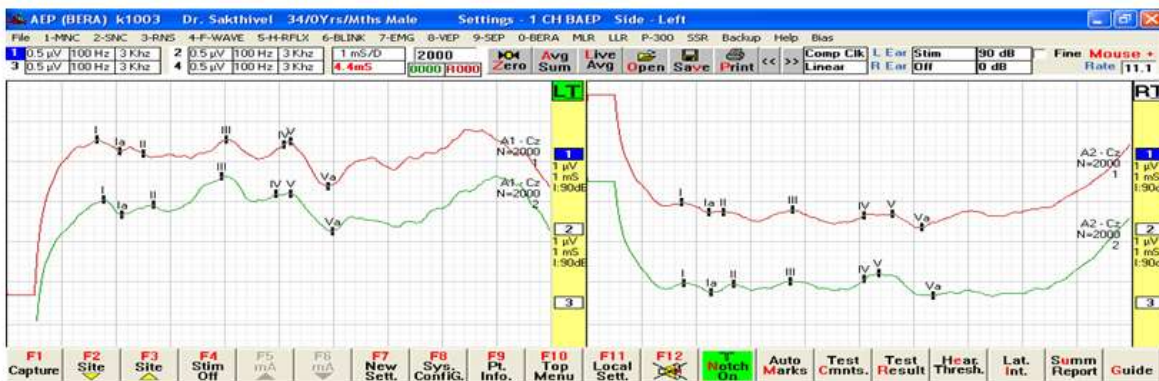 AEP (BERA) k1003 Dr. Sakthivel 34/0Yrs/Mths Male Settings - 1 CH BAEP Side - Left
File 1-MNC 2-SNC 3-RNS 4-F-WAVE 5-H-RFLX 6-BLINK 7-EMG 8-VEP 9-SEP 0-BERA MLR LLR P-300 SSR Backup Help Bias
1 0.5 µV 100 Hz 3 Khz 2 0.5 µV 100 Hz 3 Khz 1 mS/D 2000 Zero Avg Sum Live Avg Open Save Print << >> Comp Clk L Ear Stim 90 dB Fine Mouse +
3 0.5 µV 100 Hz 3 Khz 4 0.5 µV 100 Hz 3 Khz 4.4mS 0000 R000 Linear R Ear Off 0 dB Rate 11.1
LT RT
I Ia II III IV V Va
A1 - Cz
N=2000
1
I Ia II III IV V Va
A1 - Cz
N=2000
2
1
1 µV
1 mS
I:90dB
2
1 µV
1 mS
I:90dB
3
I Ia II III IV V Va
A2 - Cz
N=2000
1
I Ia II III IV V Va
A2 - Cz
N=2000
2
1
1 µV
1 mS
I:90dB
2
1 µV
1 mS
I:90dB
3
F1 F2 F3 F4 F5 F6 F7 F8 F9 F10 F11 F12 T Auto Test Test Hear. Lat. Summ
Capture Site Site Stim Off mA mA New Sett. Sys. ConfiG. Pt. Info. Top Menu Local Sett. Notch On Marks Cmnts. Result Thresh. Int. Report Guide